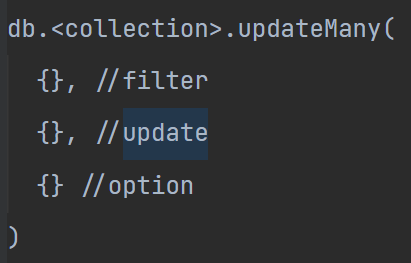 db.<collection>.updateMany(
{}, //filter
{}, //update
{} //option
)